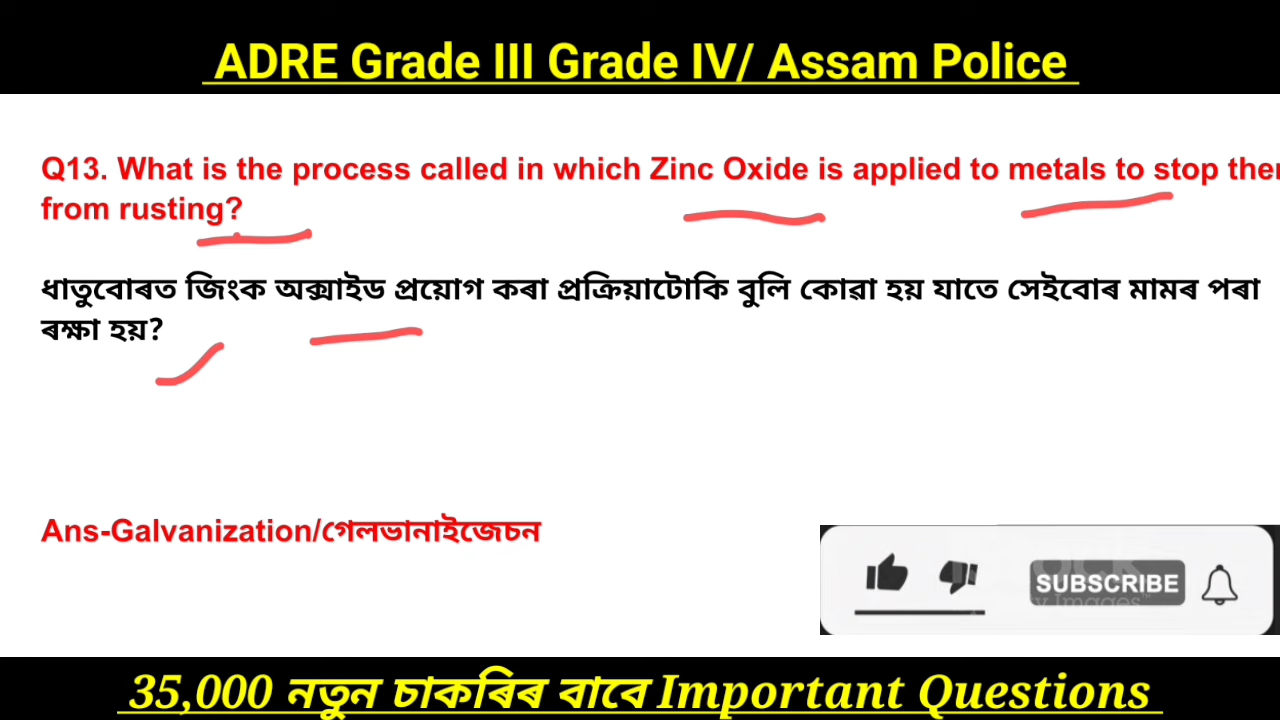 ADRE Grade III Grade IV/ Assam Police
Q13. What is the process called in which Zinc Oxide is applied to metals to stop
from rusting?
ধাতুবোৰত জিংক অক্সাইড প্ৰয়োগ কৰা প্ৰক্ৰিয়াটোকি বুলি কোৱা হয় যাতে সেইবোৰ মামৰ পৰা
ৰক্ষা হয়?
Ans-Galvanization/গেলভানাইজেচন
SUBSCRIBE
35,000 নতুন চাকৰিৰ বাবে Important Questions